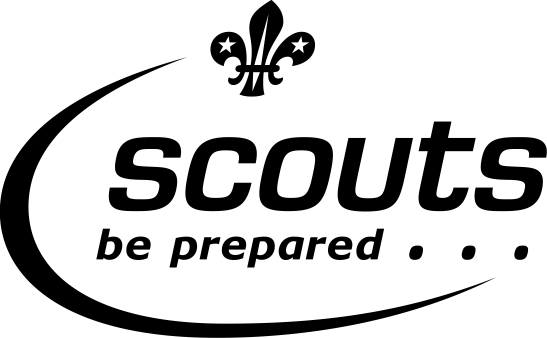 scouts
be prepared . . .